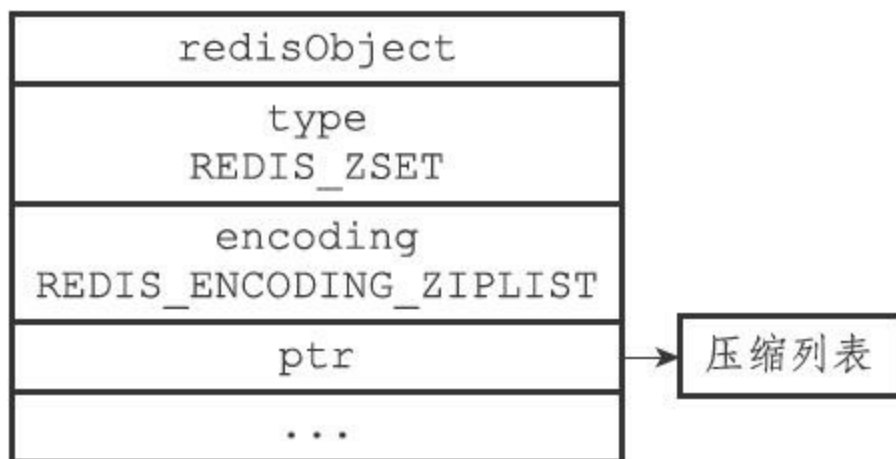 redisObject
type
REDIS_ZSET
encoding
REDIS_ENCODING_ZIPLIST
ptr
压缩列表
...